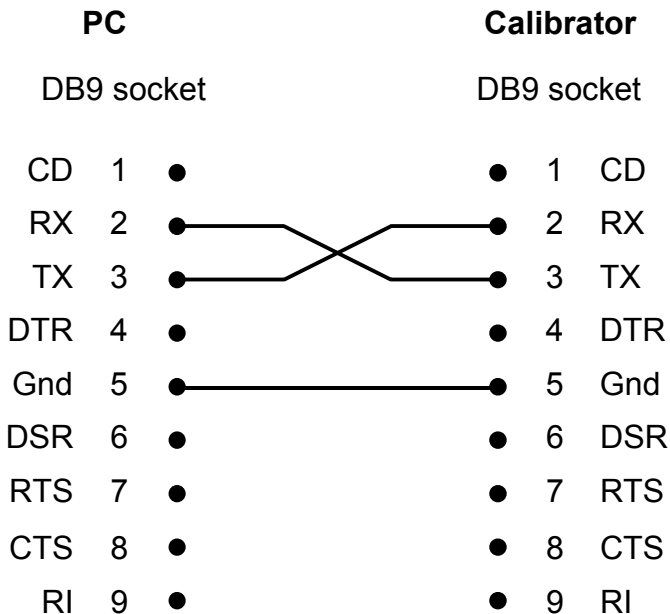 PC Calibrator
DB9 socket DB9 socket
CD 1 1 CD
RX 2 2 RX
TX 3 3 TX
DTR 4 4 DTR
Gnd 5 5 Gnd
DSR 6 6 DSR
RTS 7 7 RTS
CTS 8 8 CTS
RI 9 9 RI